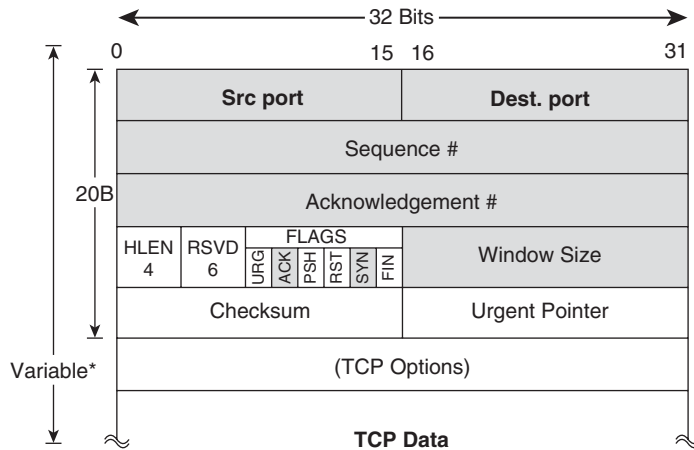 32 Bits
0 15 16 31
Src port Dest. port
Sequence #
20B
Acknowledgement #
HLEN 4 RSVD 6 FLAGS URG ACK PSH RST SYN FIN Window Size
Checksum Urgent Pointer
Variable* (TCP Options)
TCP Data